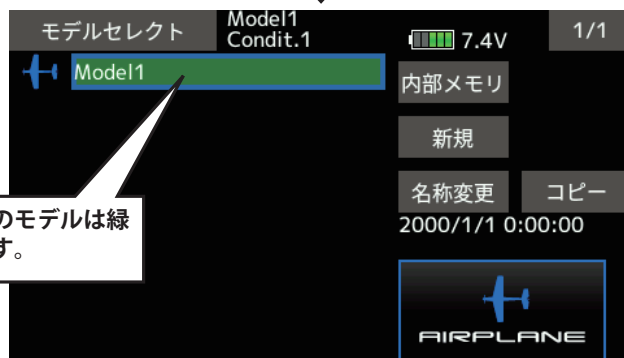 モデルセレクト
Model1
Condit.1
7.4V
1/1
Model1
内部メモリ
新規
名称変更
コピー
2000/1/1 0:00:00
のモデルは緑
す。
AIRPLANE